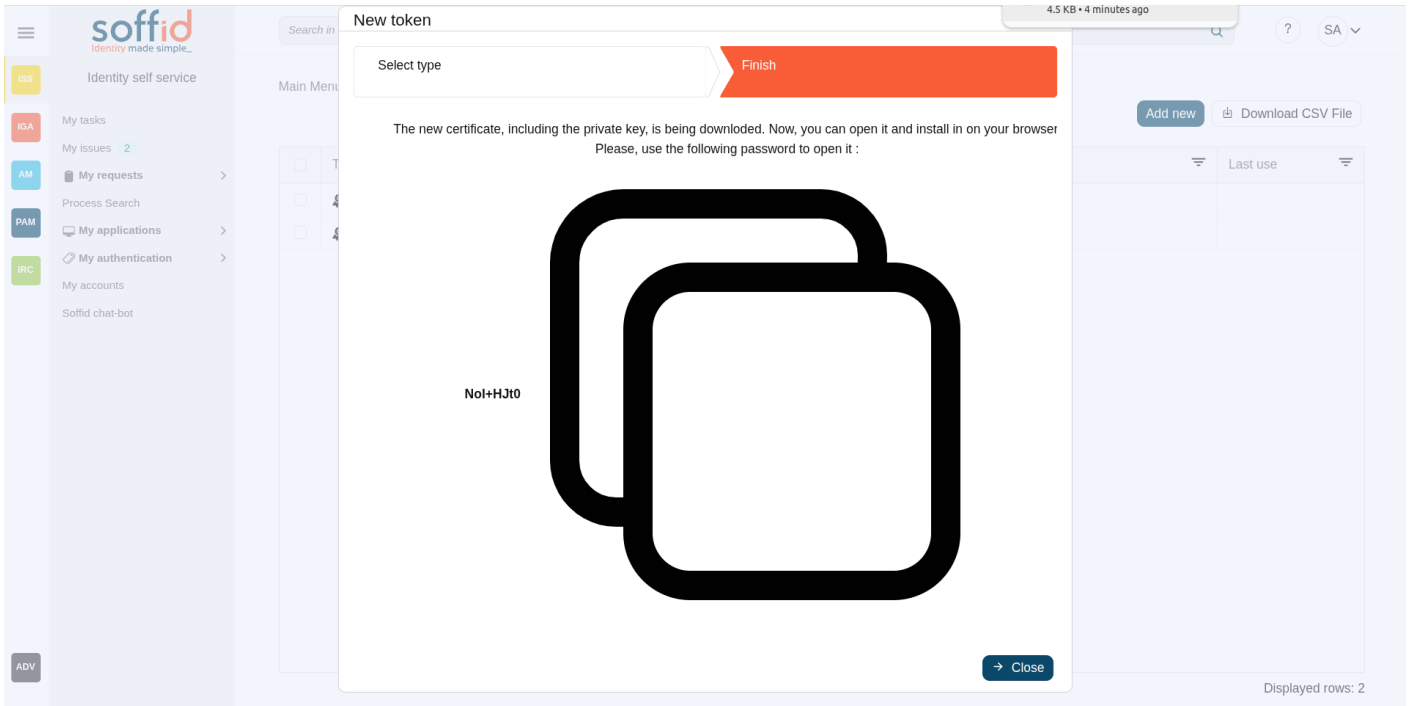 New token
4.5 KB • 4 minutes ago
soffid
Identity made simple_
Search in
?
SA
Select type
Finish
ISS
Identity self service
Main Menu
The new certificate, including the private key, is being downloded. Now, you can open it and install in on your browser
Please, use the following password to open it :
Add new
Download CSV File
IGA
My tasks
My issues 2
AM
My requests
Last use
Process Search
PAM
My applications
My authentication
IRC
My accounts
Soffid chat-bot
NoI+HJt0
ADV
Close
Displayed rows: 2